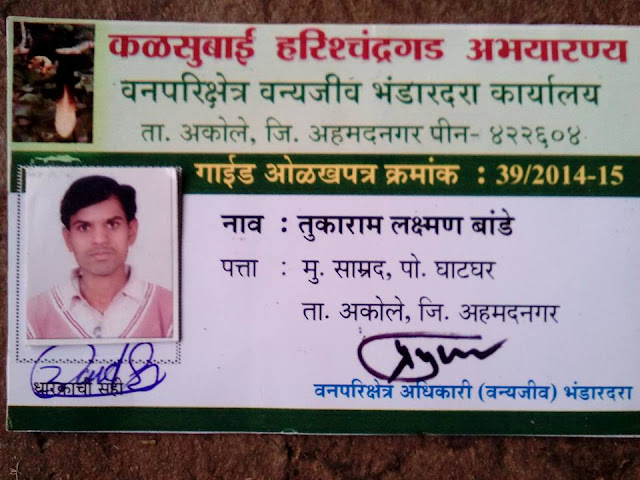 कळसुबाई हरिश्चंद्रगड अभयारण्य
वनपरिक्षेत्र वन्यजीव भंडारदरा कार्यालय
ता. अकोले, जि. अहमदनगर पीन- ४२२६०४
गाईड ओळखपत्र क्रमांक : 39/2014-15
नाव : तुकाराम लक्ष्मण बांडे
पत्ता : मु. साम्रद, पो. घाटघर
ता. अकोले, जि. अहमदनगर
धारकाची सही
वनपरिक्षेत्र अधिकारी (वन्यजीव) भंडारदरा